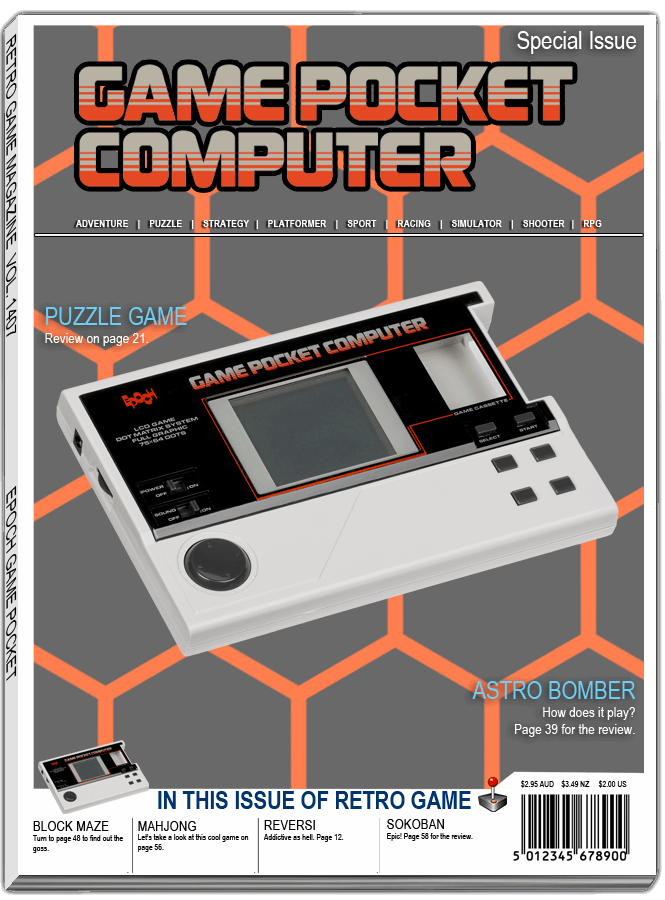 Special Issue
GAME POCKET
COMPUTER
ADVENTURE | PUZZLE | STRATEGY | PLATFORMER | SPORT | RACING | SIMULATOR | SHOOTER | RPG
RETRO GAME MAGAZINE VOL. 1407
EPOCH GAME POCKET
PUZZLE GAME
Review on page 21.
GAME POCKET COMPUTER
EPOCH
LCD GAME
DOT MATRIX SYSTEM
FULL GRAPHIC
75×64 DOTS
GAME CASSETTE
SELECT
START
POWER
OFF ON
SOUND
OFF ON
ASTRO BOMBER
How does it play?
Page 39 for the review.
GAME POCKET COMPUTER
IN THIS ISSUE OF RETRO GAME
$2.95 AUD $3.49 NZ $2.00 US
BLOCK MAZE
Turn to page 48 to find out the
goss.
MAHJONG
Let's take a look at this cool game on
page 56.
REVERSI
Addictive as hell. Page 12.
SOKOBAN
Epic! Page 58 for the review.
5 012345 678900